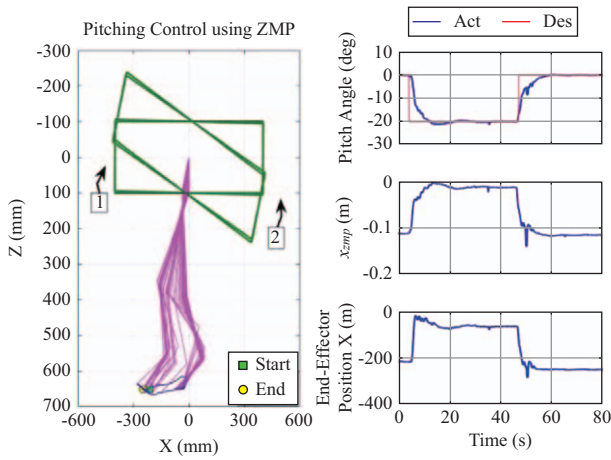 Pitching Control using ZMP
-300
-200
-100
0
100
200
300
400
500
600
700
Z (mm)
1
2
Start
End
-600
-300
0
300
600
X (mm)
Act
Des
10
0
-10
-20
-30
Pitch Angle (deg)
0
-0.1
-0.2
xzmp (m)
0
-200
-400
End-Effector
Position X (m)
0
20
40
60
80
Time (s)